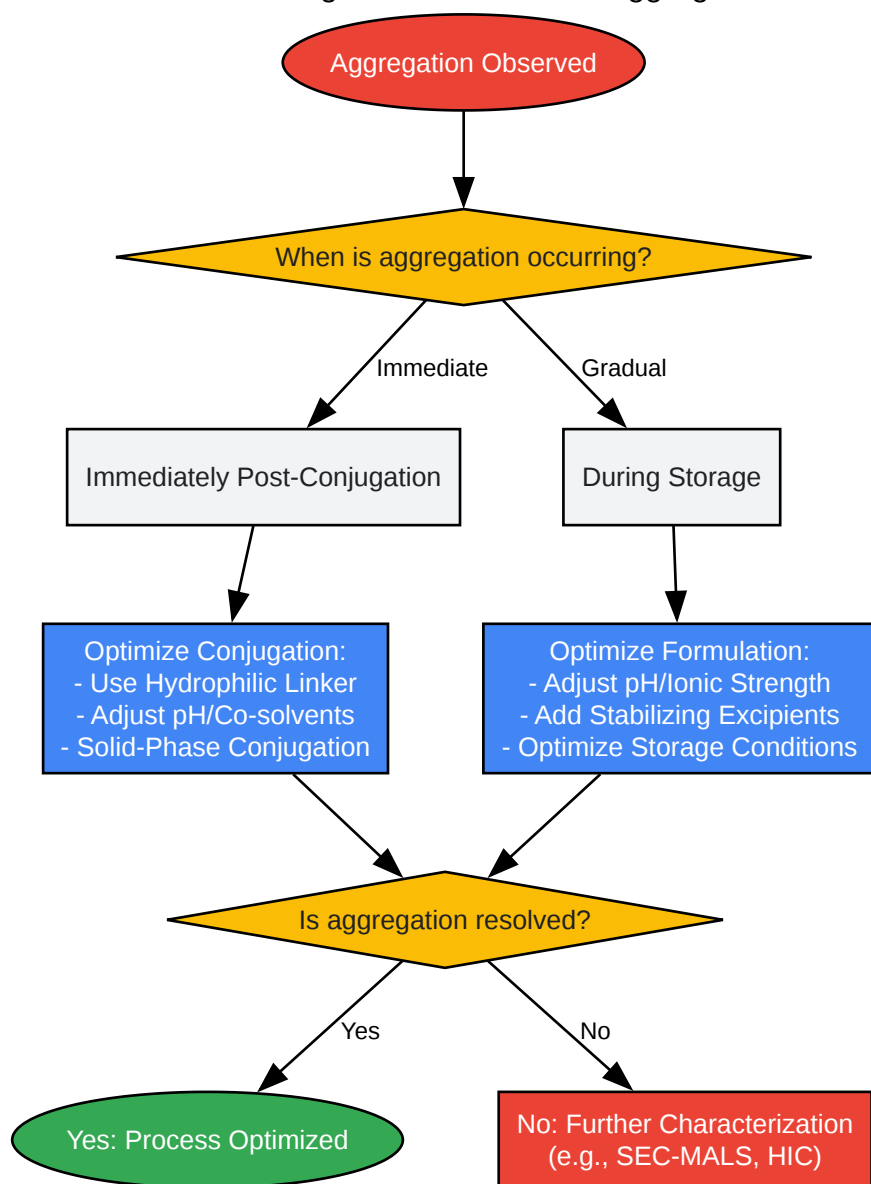 Aggregation Observed
When is aggregation occurring?
Immediate
Gradual
Immediately Post-Conjugation
During Storage
Optimize Conjugation:
- Use Hydrophilic Linker
- Adjust pH/Co-solvents
- Solid-Phase Conjugation
Optimize Formulation:
- Adjust pH/Ionic Strength
- Add Stabilizing Excipients
- Optimize Storage Conditions
Is aggregation resolved?
Yes
No
Yes: Process Optimized
No: Further Characterization
(e.g., SEC-MALS, HIC)